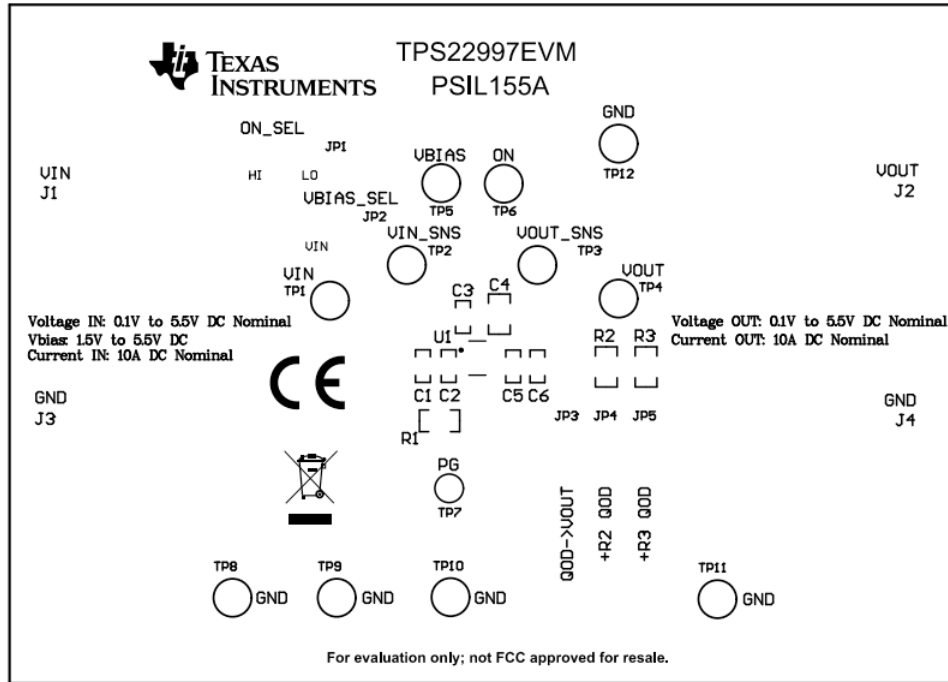 TEXAS
INSTRUMENTS
TPS22997EVM
PSIL155A
ON_SEL
JP1
HI
LO
VBIAS_SEL
JP2
VIN
VIN
J1
VBIAS
TP5
ON
TP6
GND
TP12
VOUT
J2
VIN_SNS
TP2
VOUT_SNS
TP3
VIN
TP1
VOUT
TP4
C3
C4
Voltage IN: 0.1V to 5.5V DC Nominal
Vbias: 1.5V to 5.5V DC
Current IN: 10A DC Nominal
Voltage OUT: 0.1V to 5.5V DC Nominal
Current OUT: 10A DC Nominal
U1
R2
R3
CE
C1
C2
C5
C6
GND
J3
GND
J4
R1
JP3
JP4
JP5
PG
TP7
QOD->VOUT
+R2 QOD
+R3 QOD
TP8
GND
TP9
GND
TP10
GND
TP11
GND
For evaluation only; not FCC approved for resale.